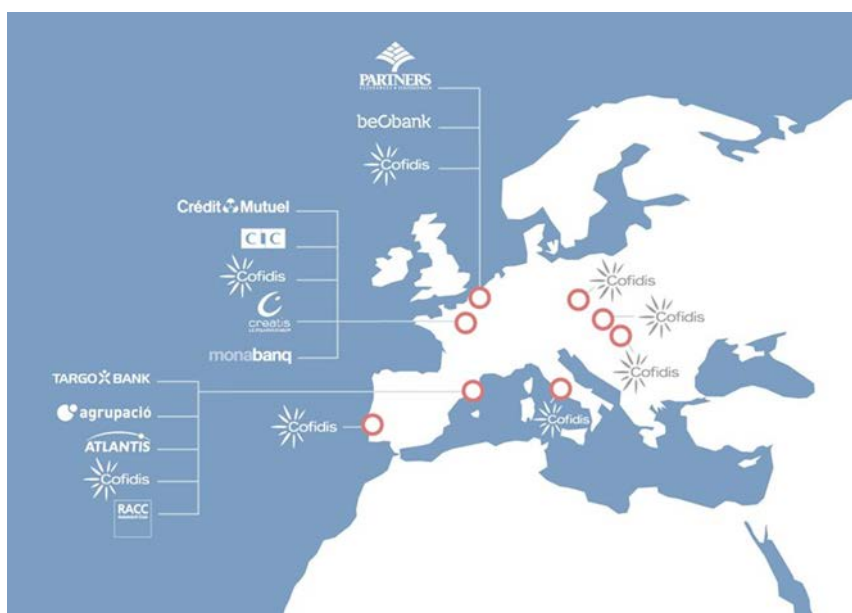 PARTNERS
beobank
Cofidis
Crédit Mutuel
CIC
Cofidis
creatis
monabanq
TARGO BANK
agrupació
ATLANTIS
Cofidis
RACC
Cofidis
Cofidis
Cofidis
Cofidis
Cofidis